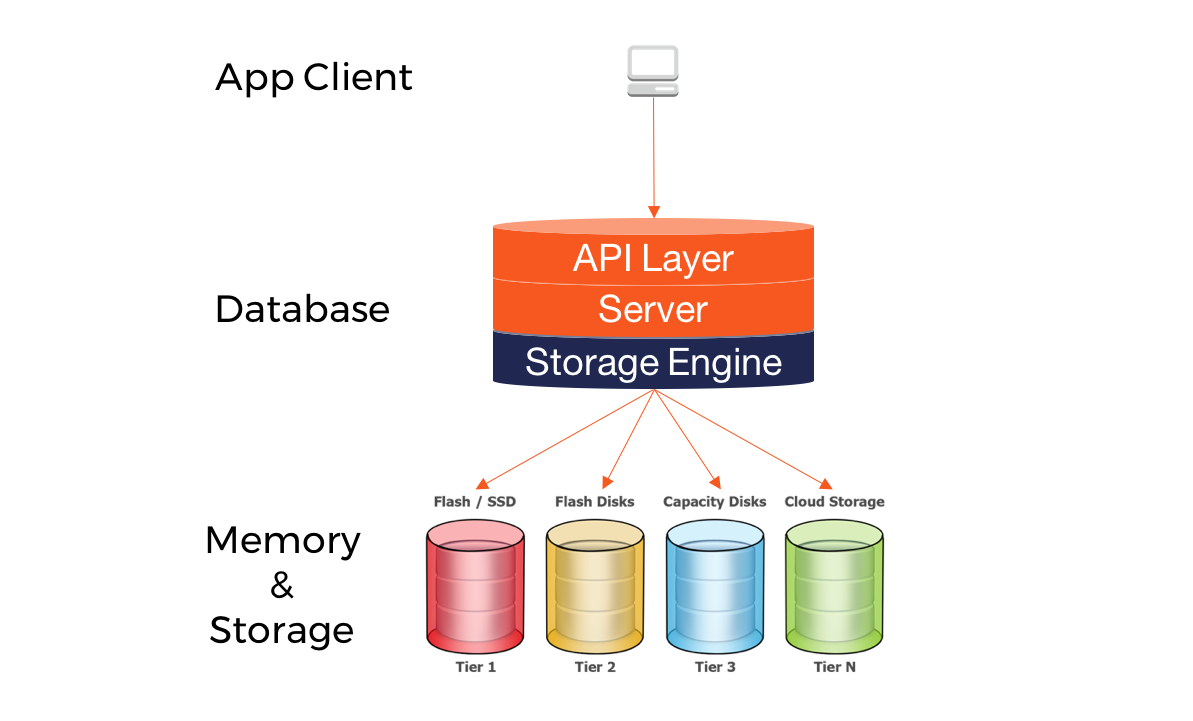 App Client
API Layer
Database
Server
Storage Engine
Flash / SSD
Flash Disks
Capacity Disks
Cloud Storage
Memory
&
Storage
Tier 1
Tier 2
Tier 3
Tier N